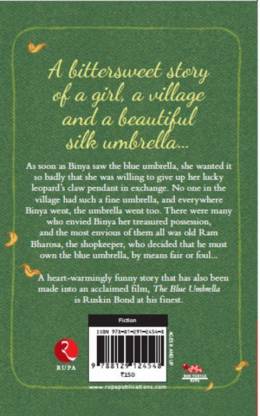 A bittersweet story
of a girl, a village
and a beautiful
silk umbrella...
As soon as Binya saw the blue umbrella, she wanted it
so badly that she was willing to give up her lucky
leopard's claw pendant in exchange. No one in the
village had such a fine umbrella, and everywhere
Binya went, the umbrella went too. There were many
who envied Binya her treasured possession,
and the most envious of them all was old Ram
Bharosa, the shopkeeper, who decided that he must
own the blue umbrella, by means fair or foul...
A heart-warmingly funny story that has also been
made into an acclaimed film, The Blue Umbrella
is Ruskin Bond at his finest.
Fiction
RUPA
9 788129 124548
www.rupapublications.com